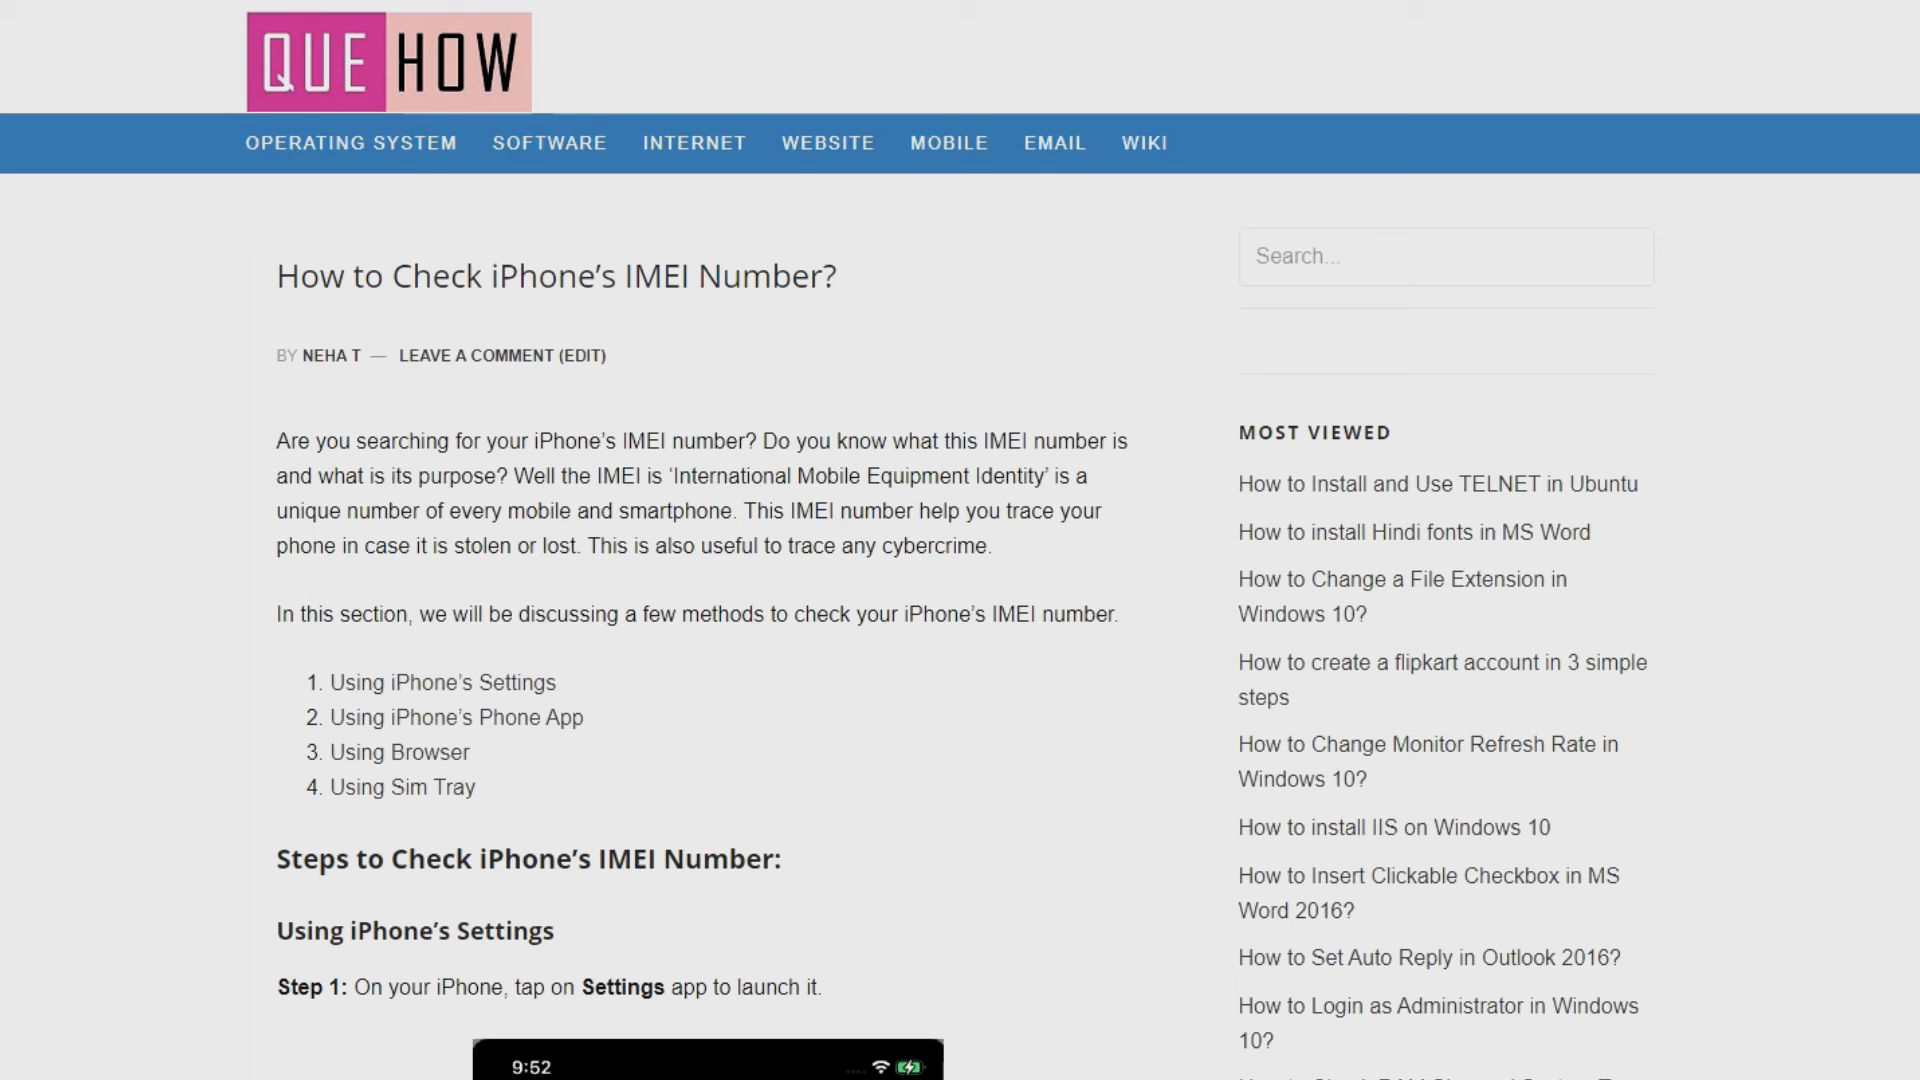 QUE HOW
OPERATING SYSTEM SOFTWARE INTERNET WEBSITE MOBILE EMAIL WIKI
How to Check iPhone’s IMEI Number?
BY NEHA T — LEAVE A COMMENT (EDIT)
Are you searching for your iPhone’s IMEI number? Do you know what this IMEI number is
and what is its purpose? Well the IMEI is ‘International Mobile Equipment Identity’ is a
unique number of every mobile and smartphone. This IMEI number help you trace your
phone in case it is stolen or lost. This is also useful to trace any cybercrime.
In this section, we will be discussing a few methods to check your iPhone’s IMEI number.
1. Using iPhone’s Settings
2. Using iPhone’s Phone App
3. Using Browser
4. Using Sim Tray
Steps to Check iPhone’s IMEI Number:
Using iPhone’s Settings
Step 1: On your iPhone, tap on Settings app to launch it.
9:52
Search...
MOST VIEWED
How to Install and Use TELNET in Ubuntu
How to install Hindi fonts in MS Word
How to Change a File Extension in
Windows 10?
How to create a flipkart account in 3 simple
steps
How to Change Monitor Refresh Rate in
Windows 10?
How to install IIS on Windows 10
How to Insert Clickable Checkbox in MS
Word 2016?
How to Set Auto Reply in Outlook 2016?
How to Login as Administrator in Windows
10?